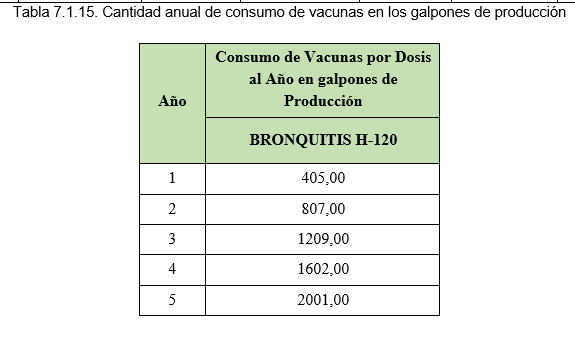 Tabla 7.1.15. Cantidad anual de consumo de vacunas en los galpones de producción
Año
Consumo de Vacunas por Dosis
al Año en galpones de
Producción
BRONQUITIS H-120
1 405,00
2 807,00
3 1209,00
4 1602,00
5 2001,00